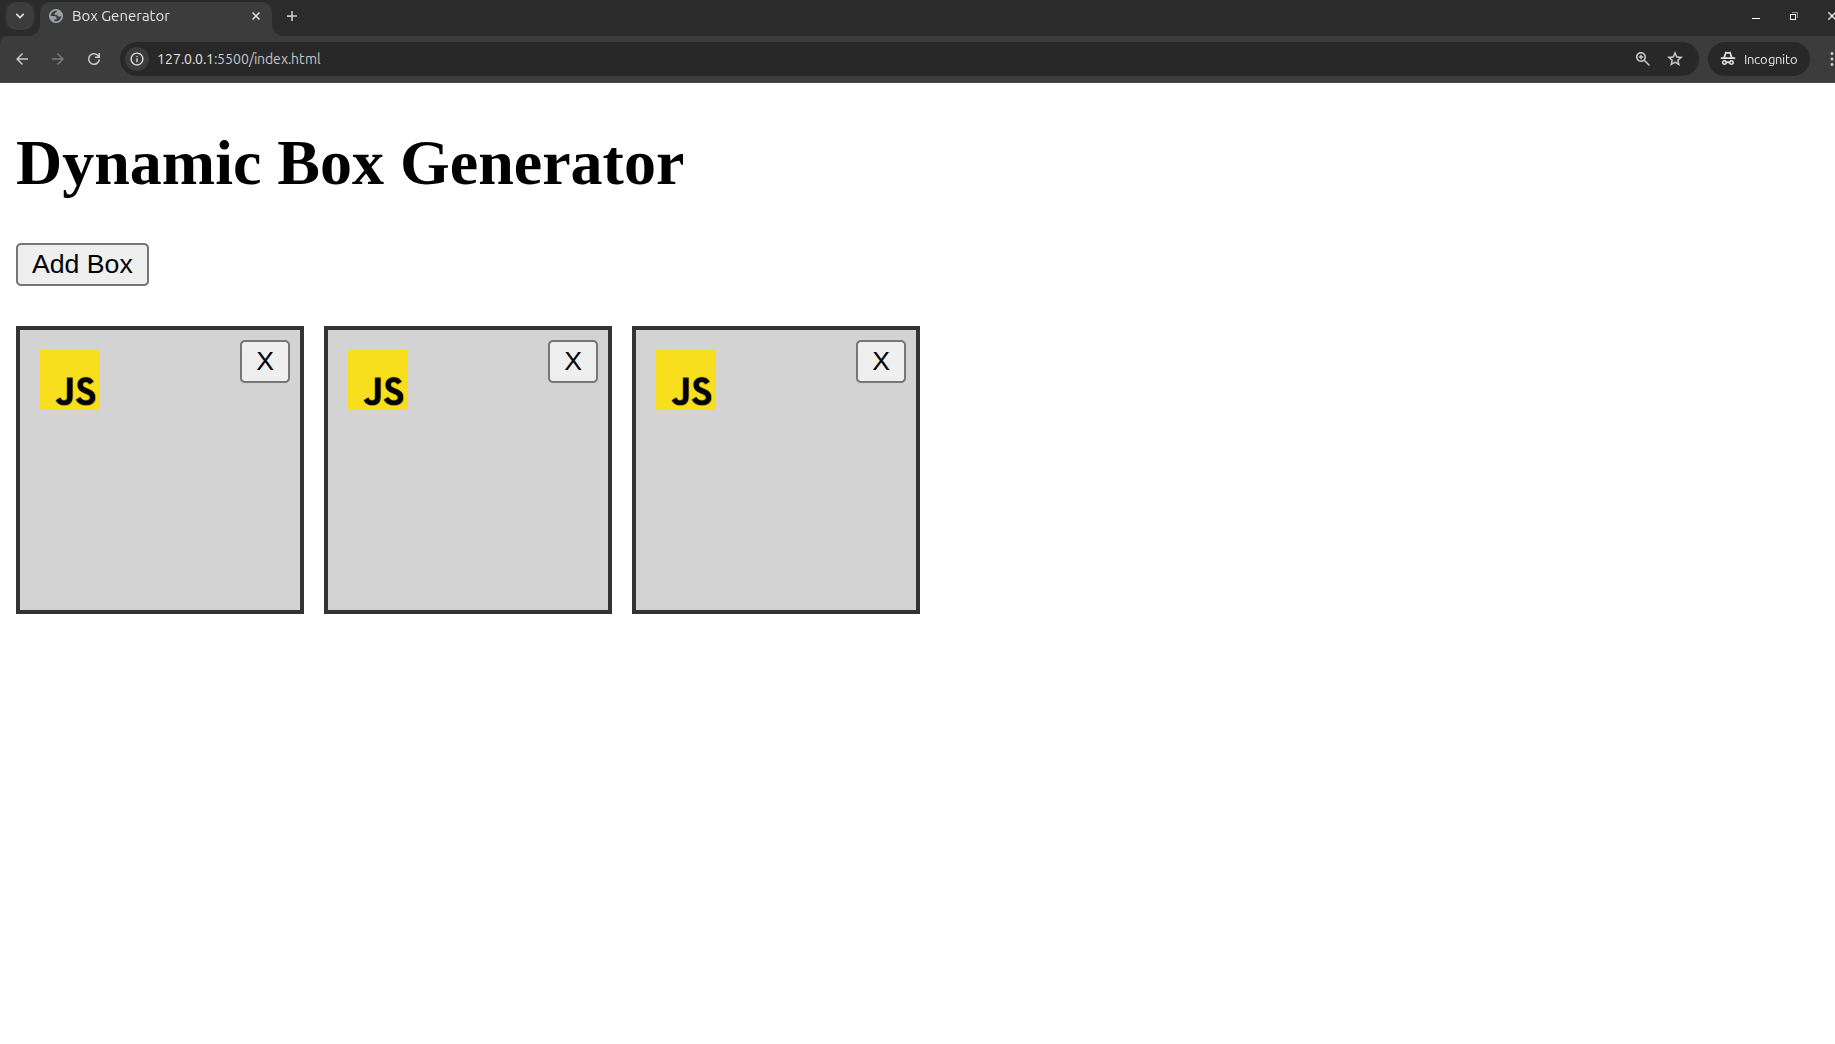 Box Generator
127.0.0.1:5500/index.html
Incognito
Dynamic Box Generator
Add Box
JS X JS X JS X